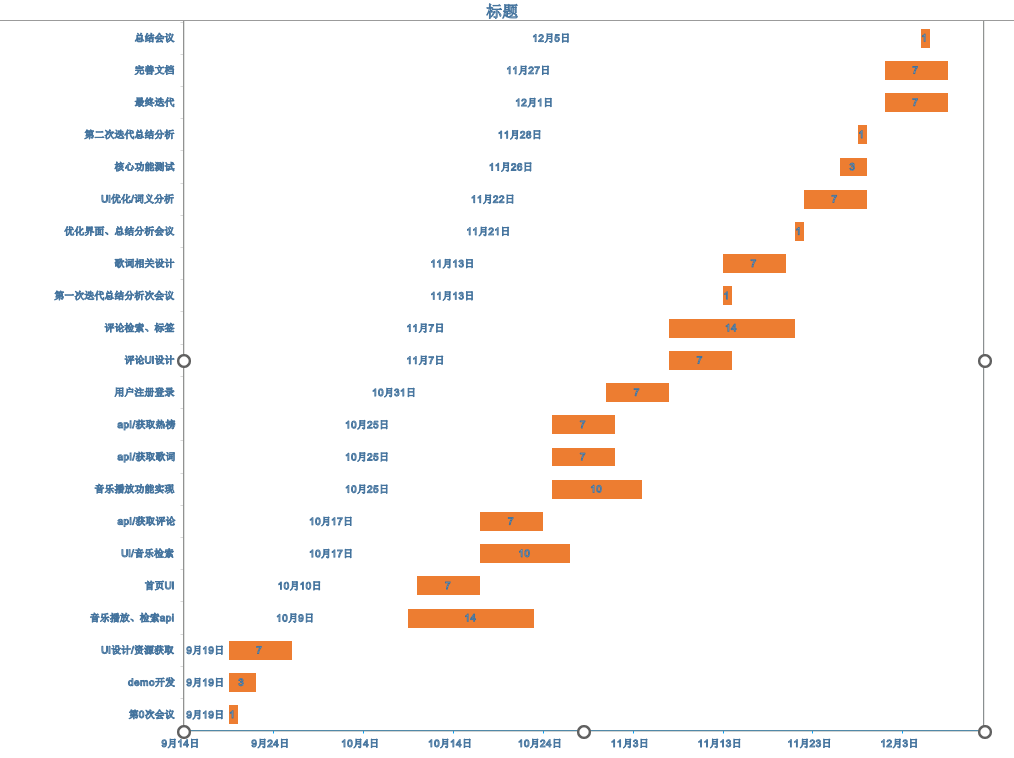 标题
总结会议 12月5日 1
完善文档 11月27日 7
最终迭代 12月1日 7
第二次迭代总结分析 11月28日 1
核心功能测试 11月26日 3
UI优化/词义分析 11月22日 7
优化界面、总结分析会议 11月21日 1
歌词相关设计 11月13日 7
第一次迭代总结分析次会议 11月13日 1
评论检索、标签 11月7日 14
评论UI设计 11月7日 7
用户注册登录 10月31日 7
api/获取热榜 10月25日 7
api/获取歌词 10月25日 7
音乐播放功能实现 10月25日 10
api/获取评论 10月17日 7
UI/音乐检索 10月17日 10
首页UI 10月10日 7
音乐播放、检索api 10月9日 14
UI设计/资源获取 9月19日 7
demo开发 9月19日 3
第0次会议 9月19日 1
9月14日 9月24日 10月4日 10月14日 10月24日 11月3日 11月13日 11月23日 12月3日